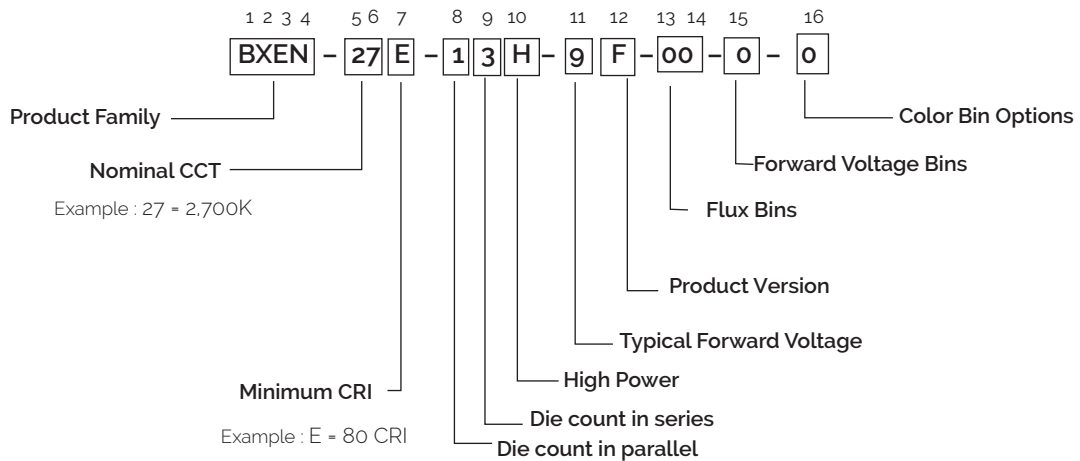 1 2 3 4 5 6 7 8 9 10 11 12 13 14 15 16
BXEN – 27 E – 1 3 H – 9 F – 00 – 0 – 0
Product Family
Color Bin Options
Nominal CCT
Forward Voltage Bins
Example : 27 = 2,700K
Flux Bins
Product Version
Typical Forward Voltage
High Power
Minimum CRI
Die count in series
Example : E = 80 CRI
Die count in parallel